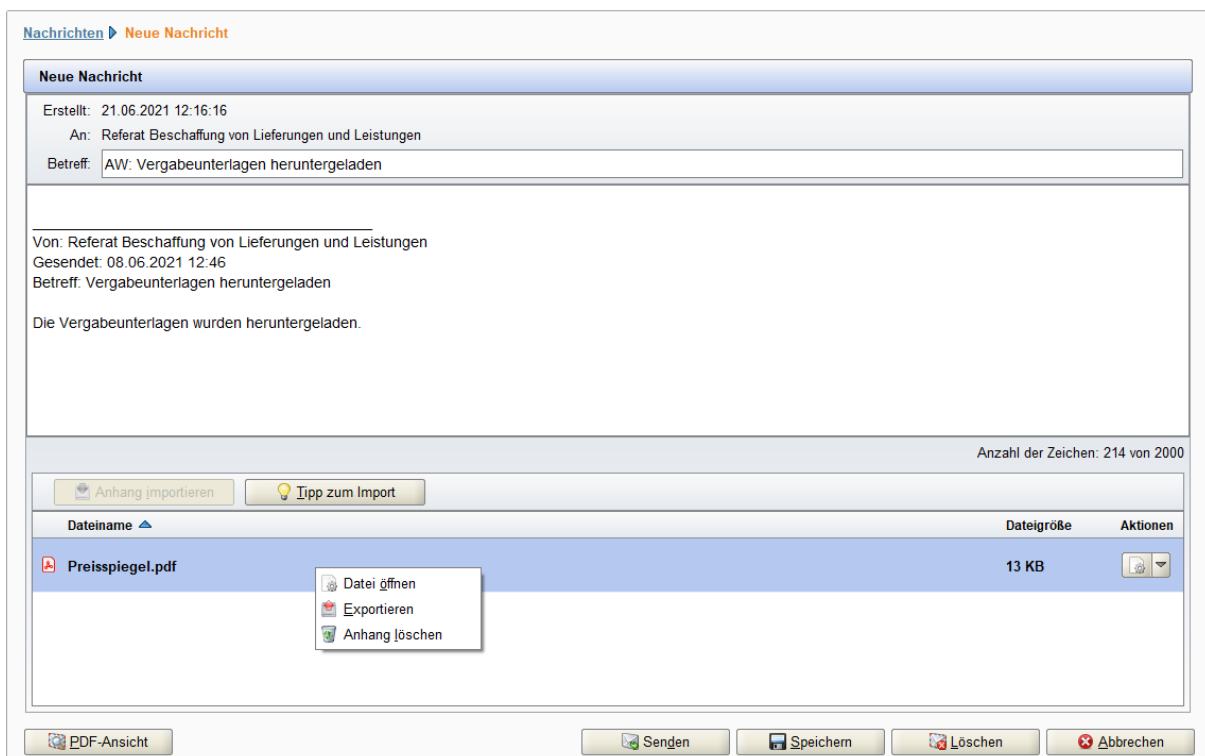 Nachrichten Neue Nachricht
Neue Nachricht
Erstellt: 21.06.2021 12:16:16
An: Referat Beschaffung von Lieferungen und Leistungen
Betreff: AW: Vergabeunterlagen heruntergeladen
Von: Referat Beschaffung von Lieferungen und Leistungen
Gesendet: 08.06.2021 12:46
Betreff: Vergabeunterlagen heruntergeladen
Die Vergabeunterlagen wurden heruntergeladen.
Anzahl der Zeichen: 214 von 2000
Anhang importieren Tipp zum Import
Dateiname Dateigröße Aktionen
Preisspiegel.pdf 13 KB
Datei öffnen
Exportieren
Anhang löschen
PDF-Ansicht Senden Speichern Löschen Abbrechen